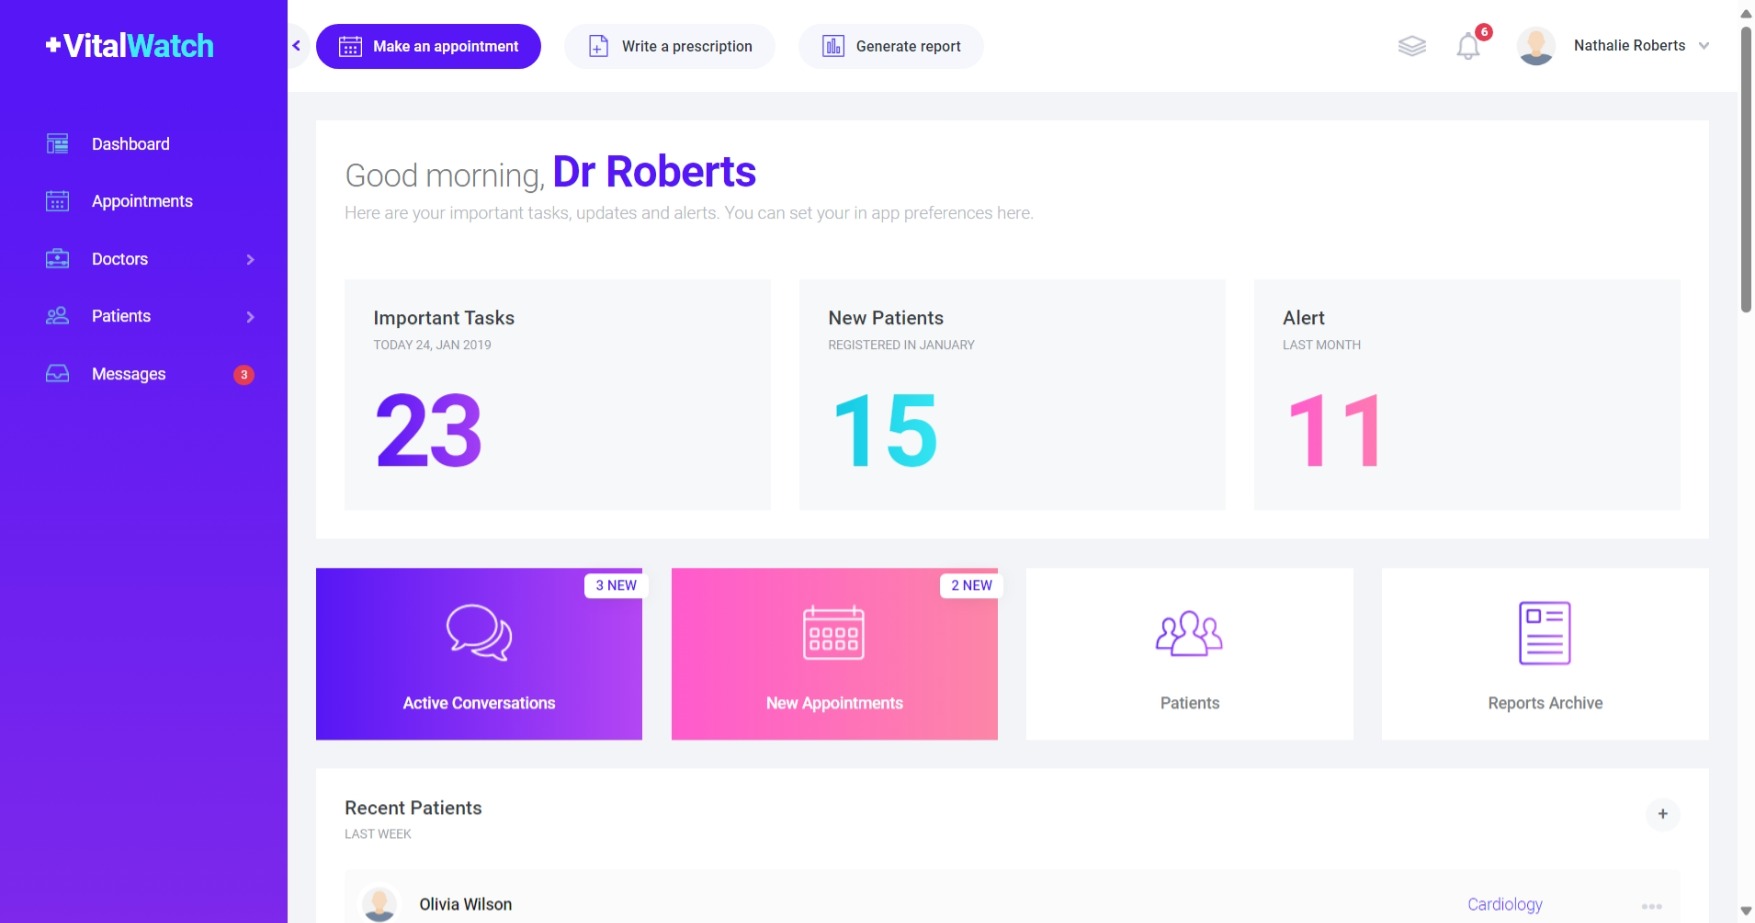 +VitalWatch
Make an appointment
Write a prescription
Generate report
6
Nathalie Roberts
Dashboard
Appointments
Doctors
Patients
Messages
3
Good morning, Dr Roberts
Here are your important tasks, updates and alerts. You can set your in app preferences here.
Important Tasks
TODAY 24, JAN 2019
23
New Patients
REGISTERED IN JANUARY
15
Alert
LAST MONTH
11
3 NEW
Active Conversations
2 NEW
New Appointments
Patients
Reports Archive
Recent Patients
LAST WEEK
+
Olivia Wilson
Cardiology